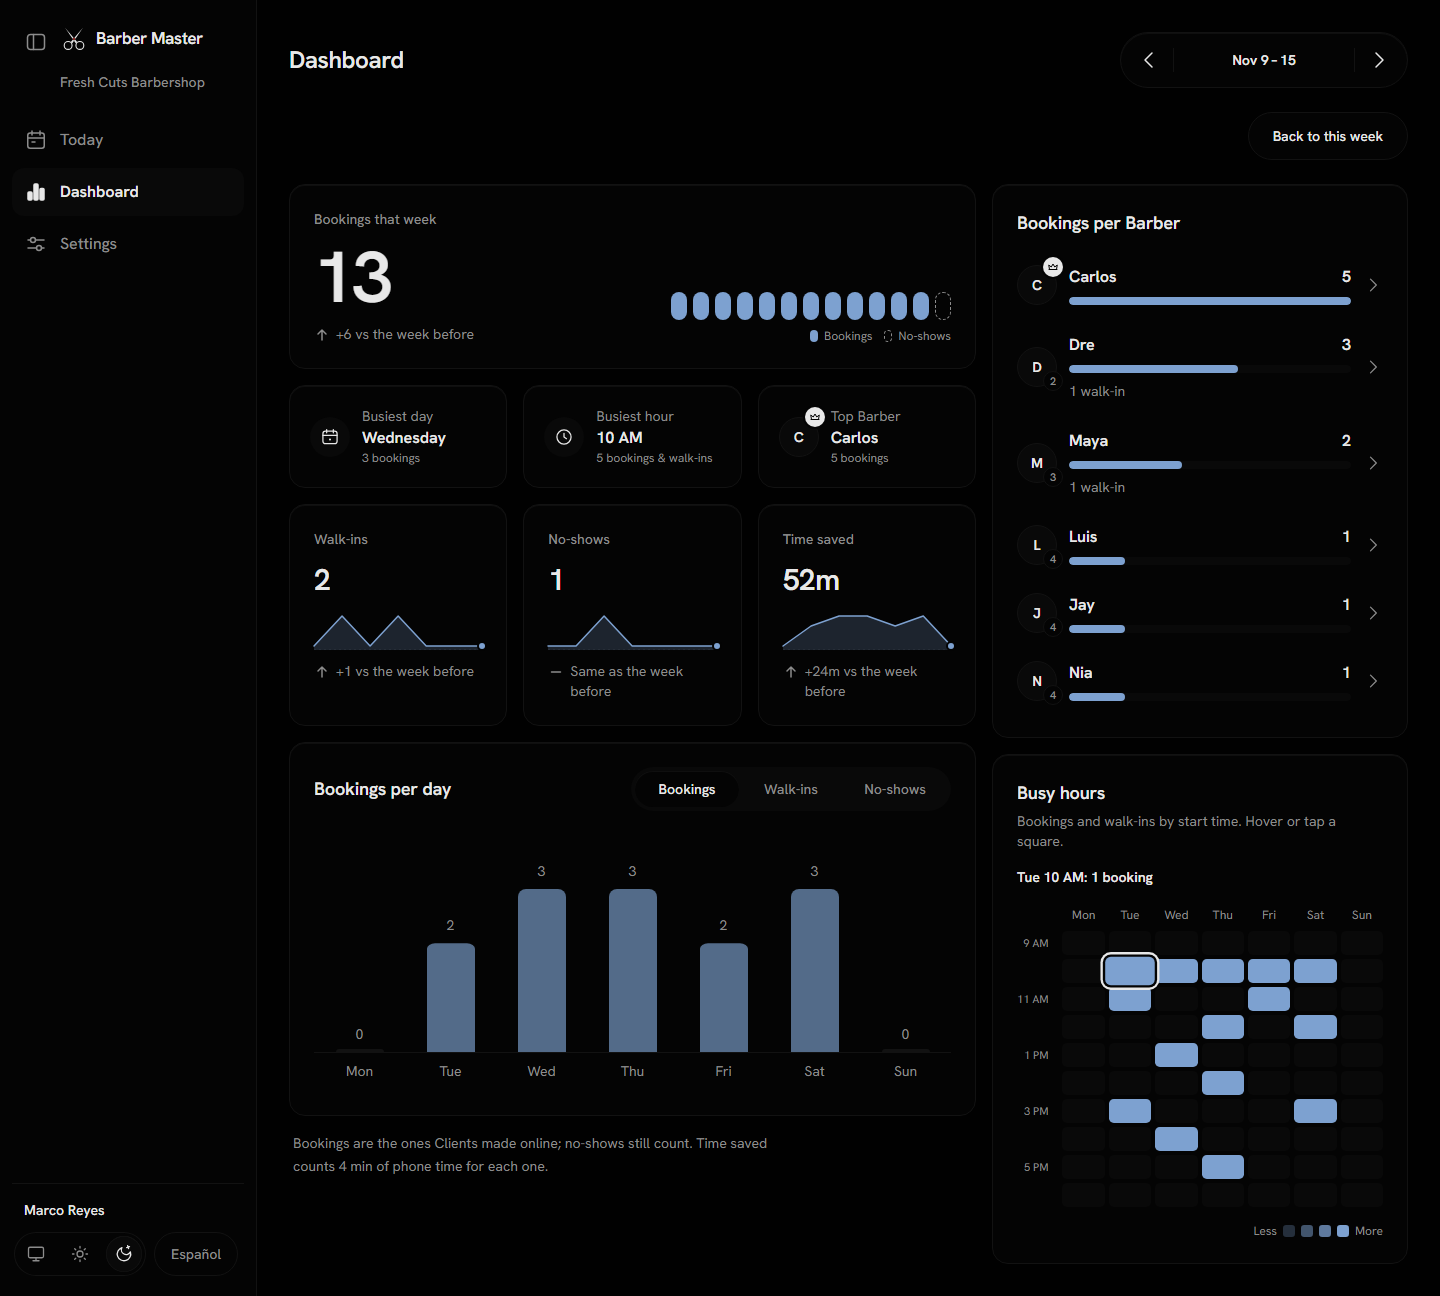 Barber Master
Fresh Cuts Barbershop
Today
Dashboard
Settings
Marco Reyes
Español
Dashboard
Nov 9 – 15
Back to this week
Bookings that week
13
+6 vs the week before
Bookings
No-shows
Busiest day
Wednesday
3 bookings
Busiest hour
10 AM
5 bookings & walk-ins
C
Top Barber
Carlos
5 bookings
Walk-ins
2
+1 vs the week before
No-shows
1
Same as the week
before
Time saved
52m
+24m vs the week
before
Bookings per day
Bookings
Walk-ins
No-shows
0
2
3
3
2
3
0
Mon
Tue
Wed
Thu
Fri
Sat
Sun
Bookings are the ones Clients made online; no-shows still count. Time saved
counts 4 min of phone time for each one.
Bookings per Barber
C
Carlos
5
D
2
Dre
3
1 walk-in
M
3
Maya
2
1 walk-in
L
4
Luis
1
J
4
Jay
1
N
4
Nia
1
Busy hours
Bookings and walk-ins by start time. Hover or tap a
square.
Tue 10 AM: 1 booking
Mon
Tue
Wed
Thu
Fri
Sat
Sun
9 AM
11 AM
1 PM
3 PM
5 PM
Less
More